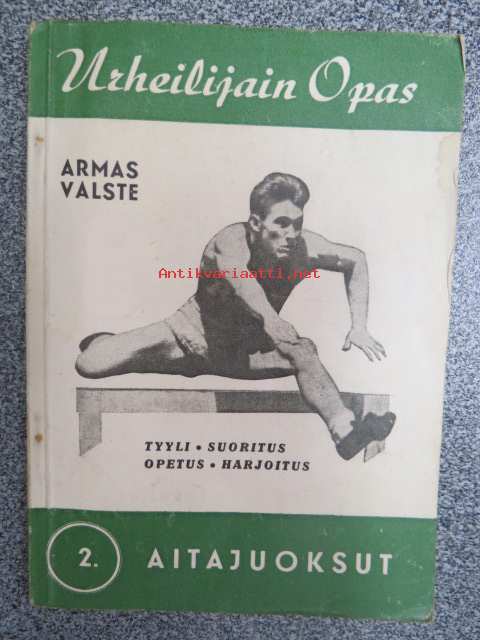 Urheilijain Opas
ARMAS
VALSTE
Antikvariaatti.net
TYYLI • SUORITUS
OPETUS • HARJOITUS
2. AITAJUOKSUT